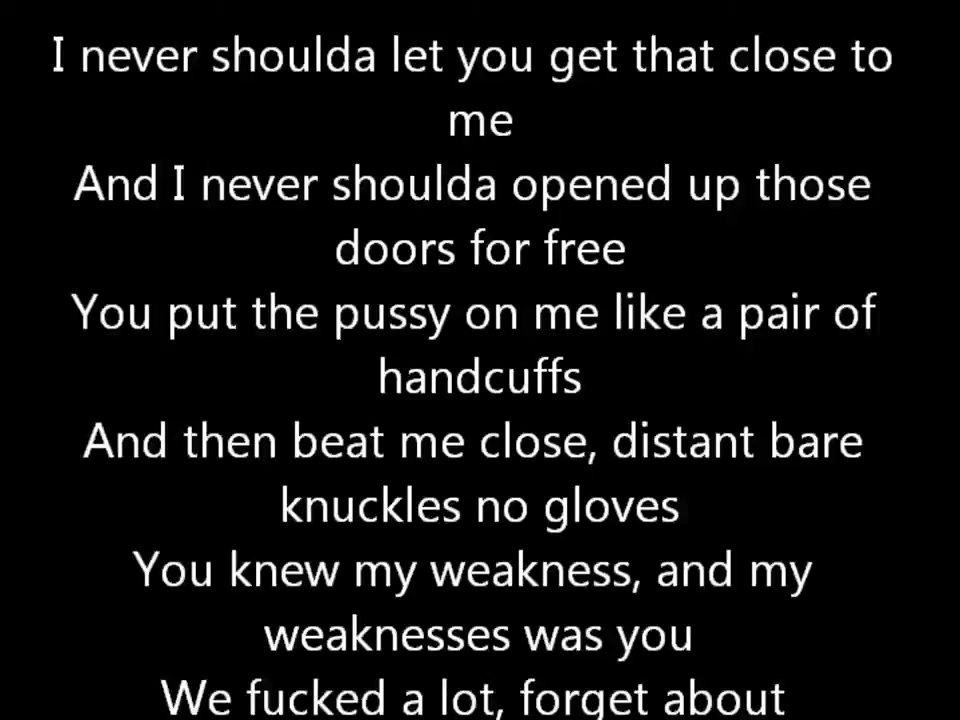 I never shoulda let you get that close to
me
And I never shoulda opened up those
doors for free
You put the pussy on me like a pair of
handcuffs
And then beat me close, distant bare
knuckles no gloves
You knew my weakness, and my
weaknesses was you
We fucked a lot, forget about